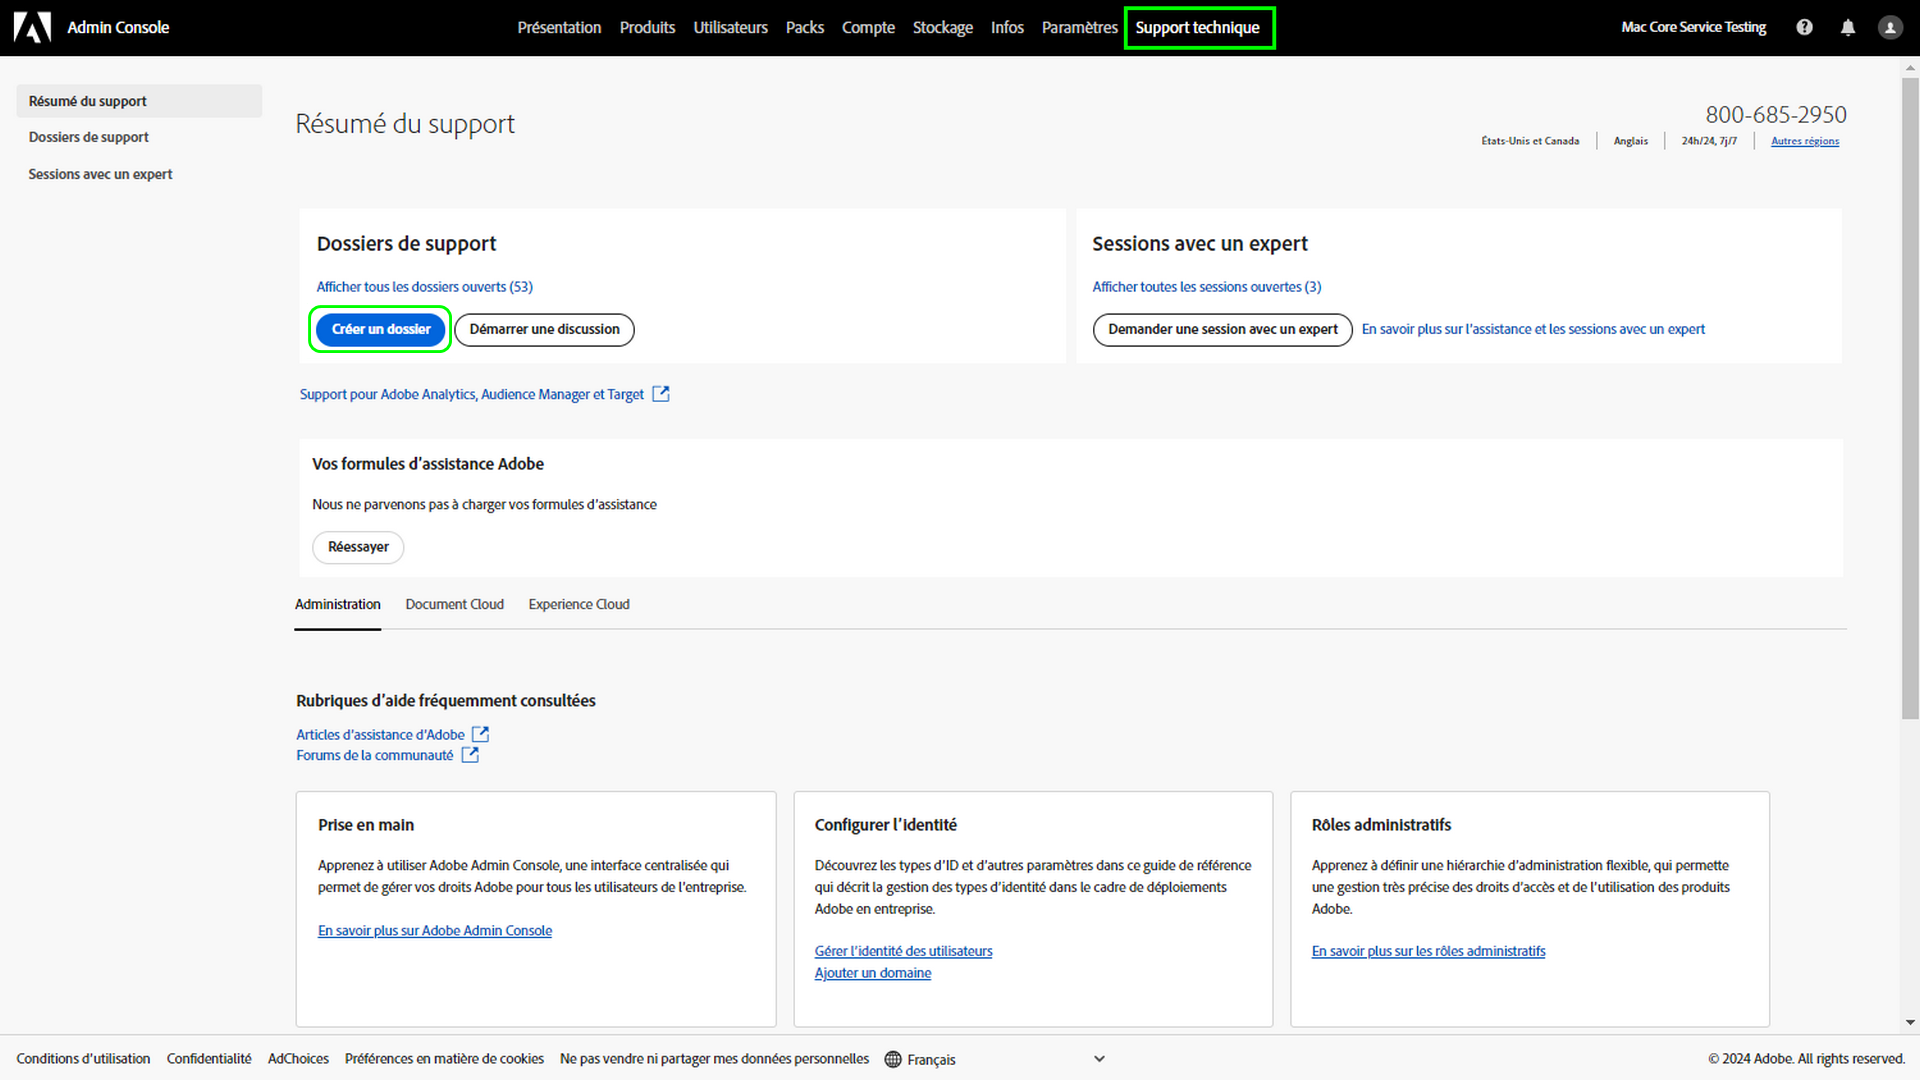 Admin Console
Présentation Produits Utilisateurs Packs Compte Stockage Infos Paramètres Support technique
Mac Core Service Testing
Résumé du support
Dossiers de support
Sessions avec un expert
Résumé du support
800-685-2950
États-Unis et Canada Anglais 24h/24, 7j/7 Autres régions
Dossiers de support
Afficher tous les dossiers ouverts (53)
Créer un dossier Démarrer une discussion
Sessions avec un expert
Afficher toutes les sessions ouvertes (3)
Demander une session avec un expert En savoir plus sur l'assistance et les sessions avec un expert
Support pour Adobe Analytics, Audience Manager et Target
Vos formules d'assistance Adobe
Nous ne parvenons pas à charger vos formules d'assistance
Réessayer
Administration Document Cloud Experience Cloud
Rubriques d'aide fréquemment consultées
Articles d'assistance d'Adobe
Forums de la communauté
Prise en main
Apprenez à utiliser Adobe Admin Console, une interface centralisée qui
permet de gérer vos droits Adobe pour tous les utilisateurs de l'entreprise.
En savoir plus sur Adobe Admin Console
Configurer l'identité
Découvrez les types d'ID et d'autres paramètres dans ce guide de référence
qui décrit la gestion des types d'identité dans le cadre de déploiements
Adobe en entreprise.
Gérer l'identité des utilisateurs
Ajouter un domaine
Rôles administratifs
Apprenez à définir une hiérarchie d'administration flexible, qui permette
une gestion très précise des droits d'accès et de l'utilisation des produits
Adobe.
En savoir plus sur les rôles administratifs
Conditions d'utilisation Confidentialité AdChoices Préférences en matière de cookies Ne pas vendre ni partager mes données personnelles Français
© 2024 Adobe. All rights reserved.